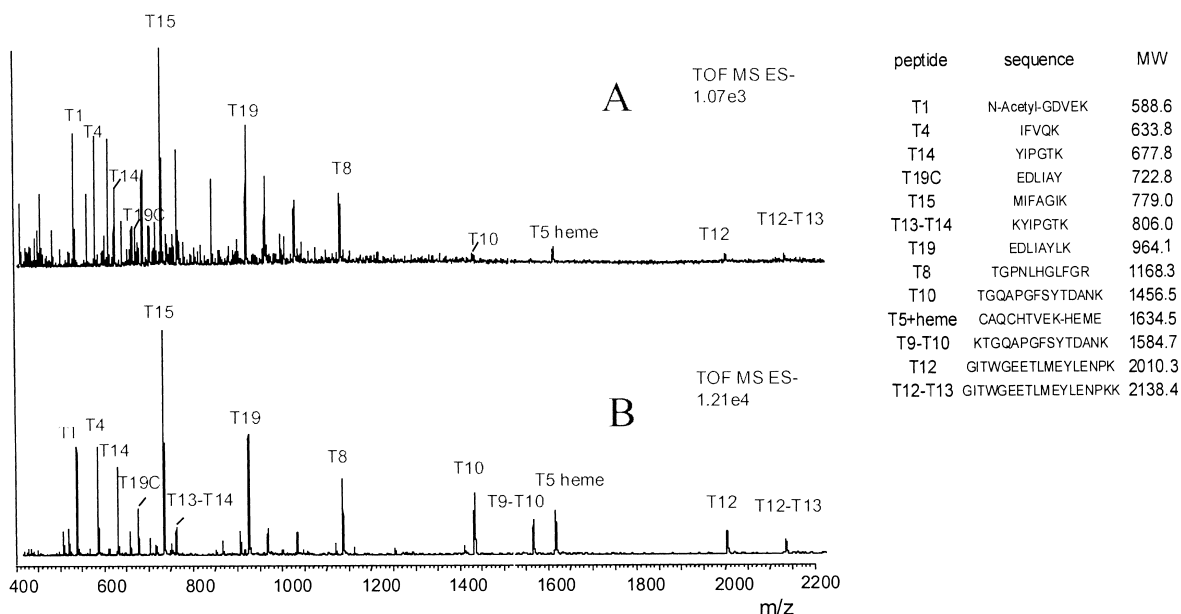 T15
A
TOF MS ES-
1.07e3
T1
T4
T19
T14
T8
T19C
T10
T5 heme
T12
T12-T13
T15
B
TOF MS ES-
1.21e4
T1
T4
T14
T19
T19C
T13-T14
T8
T10
T9-T10
T5 heme
T12
T12-T13
400 600 800 1000 1200 1400 1600 1800 2000 2200
m/z
peptide sequence MW
T1 N-Acetyl-GDVEK 588.6
T4 IFVQK 633.8
T14 YIPGTK 677.8
T19C EDLIAY 722.8
T15 MIFAGIK 779.0
T13-T14 KYIPGTK 806.0
T19 EDLIAYLK 964.1
T8 TGPNLHGLFGR 1168.3
T10 TGQAPGFSYTDANK 1456.5
T5+heme CAQCHTVEK-HEME 1634.5
T9-T10 KTGQAPGFSYTDANK 1584.7
T12 GITWGEETLMEYLENPK 2010.3
T12-T13 GITWGEETLMEYLENPKK 2138.4